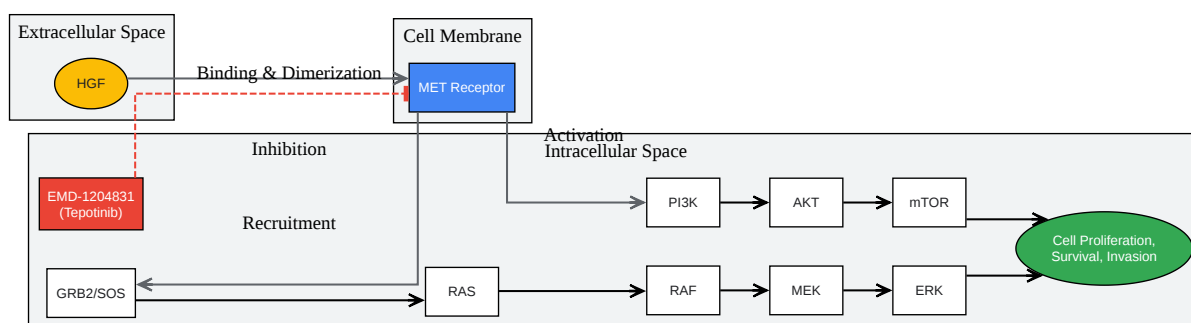 Extracellular Space
HGF
Binding & Dimerization
Cell Membrane
MET Receptor
Activation
Intracellular Space
Inhibition
EMD-1204831
(Tepotinib)
Recruitment
PI3K
AKT
mTOR
Cell Proliferation,
Survival, Invasion
GRB2/SOS
RAS
RAF
MEK
ERK